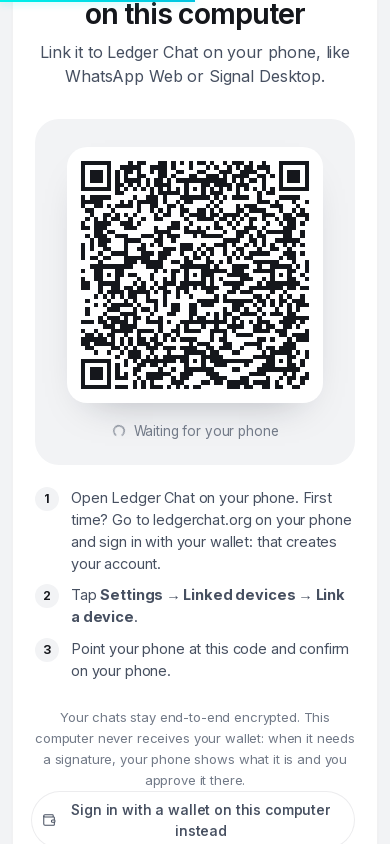 on this computer
Link it to Ledger Chat on your phone, like
WhatsApp Web or Signal Desktop.
Waiting for your phone
1 Open Ledger Chat on your phone. First
time? Go to ledgerchat.org on your phone
and sign in with your wallet: that creates
your account.
2 Tap Settings → Linked devices → Link
a device.
3 Point your phone at this code and confirm
on your phone.
Your chats stay end-to-end encrypted. This
computer never receives your wallet: when it needs
a signature, your phone shows what it is and you
approve it there.
Sign in with a wallet on this computer
instead